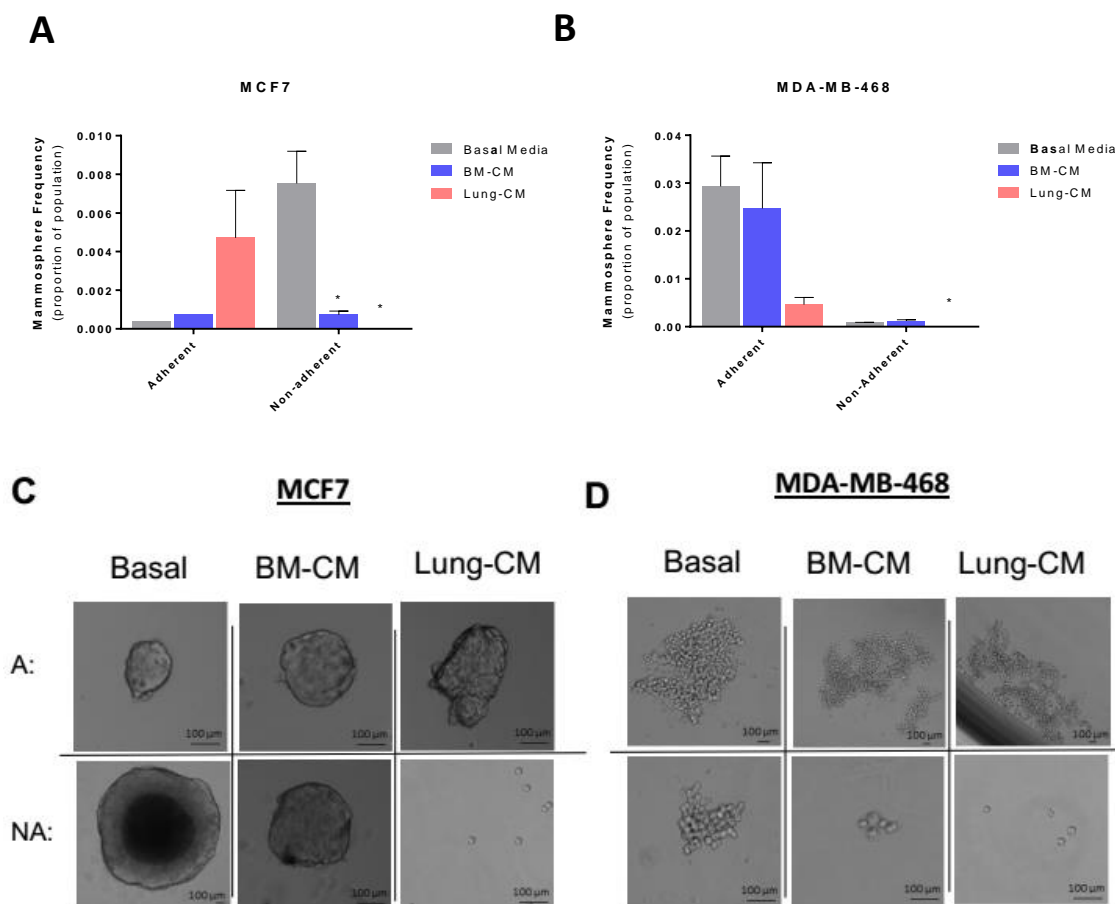 A
MCF7
Mammosphere Frequency
(proportion of population)
0.010
0.008
0.006
0.004
0.002
0.000
Adherent
Non-adherent
Basal Media
BM-CM
Lung-CM
*
*
B
MDA-MB-468
Mammosphere Frequency
(proportion of population)
0.04
0.03
0.02
0.01
0.00
Adherent
Non-Adherent
Basal Media
BM-CM
Lung-CM
*
C
MCF7
Basal BM-CM Lung-CM
A:
100 µm 100 µm 100 µm
NA:
100 µm 100 µm 100 µm
D
MDA-MB-468
Basal BM-CM Lung-CM
100 µm 100 µm 100 µm
100 µm 100 µm 100 µm